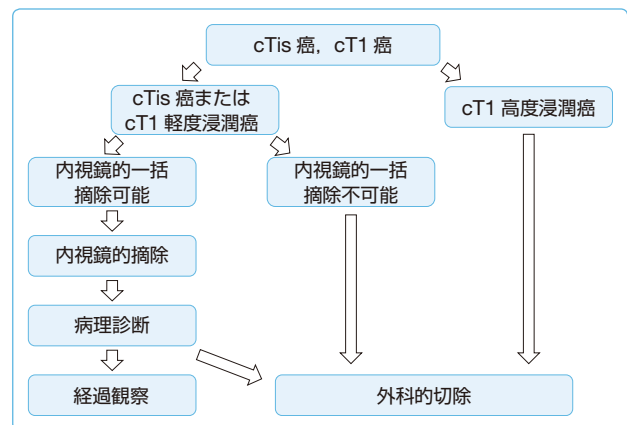 cTis 癌，cT1 癌
cTis 癌または
cT1 軽度浸潤癌
cT1 高度浸潤癌
内視鏡的一括
摘除可能
内視鏡的一括
摘除不可能
内視鏡的摘除
病理診断
経過観察
外科的切除